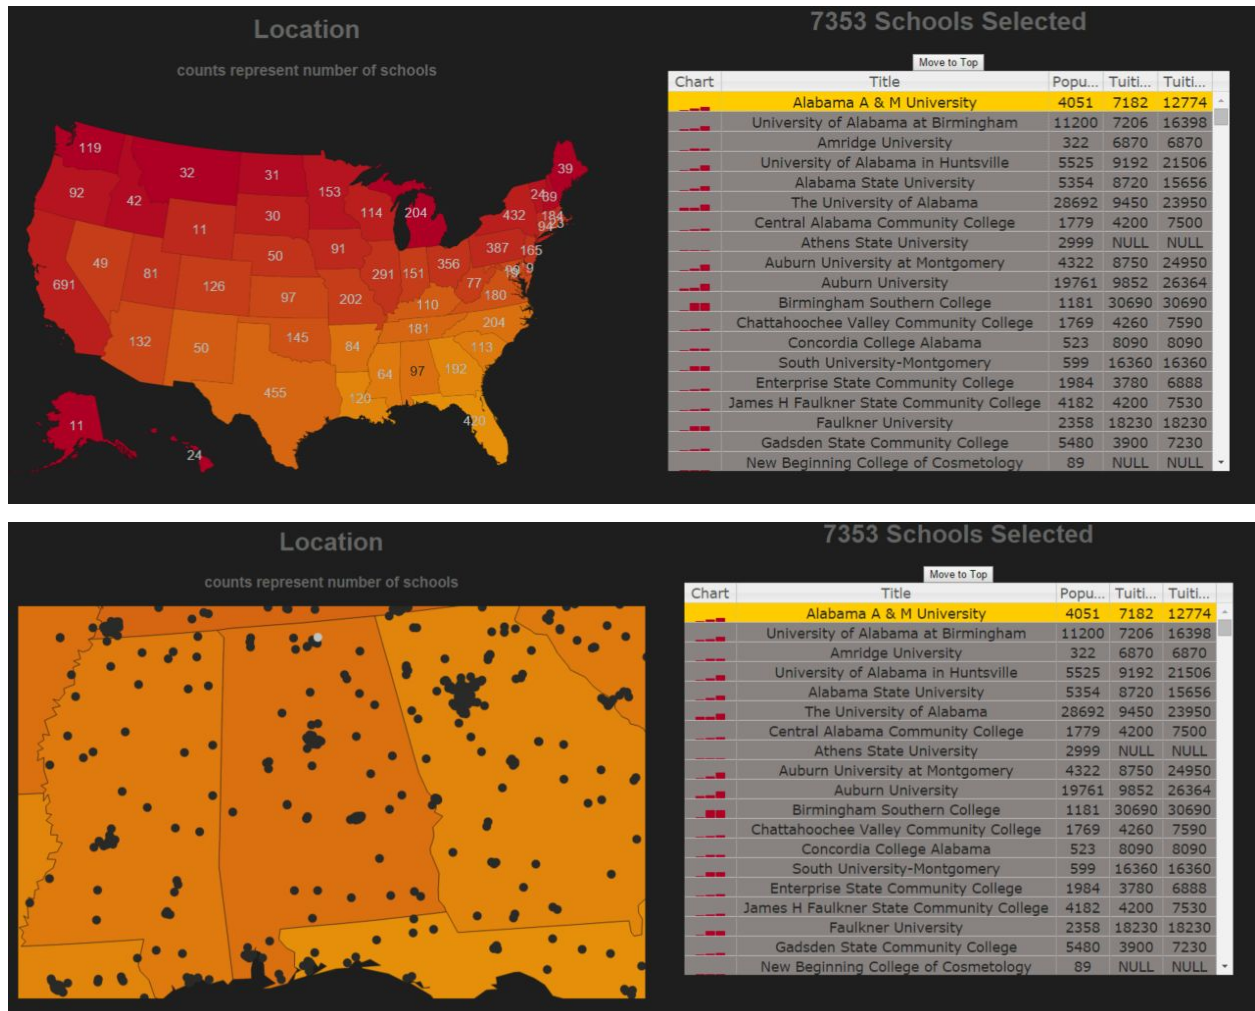 Location
counts represent number of schools
119
32
31
153
39
92
42
30
114
204
24
89
11
432
184
94
91
387
165
49
50
81
126
291
151
356
77
691
97
202
110
180
132
50
145
181
204
84
113
455
64
97
192
120
420
11
24
7353 Schools Selected
Move to Top
Chart Title Popu... Tuiti... Tuiti...
Alabama A & M University 4051 7182 12774
University of Alabama at Birmingham 11200 7206 16398
Amridge University 322 6870 6870
University of Alabama in Huntsville 5525 9192 21506
Alabama State University 5354 8720 15656
The University of Alabama 28692 9450 23950
Central Alabama Community College 1779 4200 7500
Athens State University 2999 NULL NULL
Auburn University at Montgomery 4322 8750 24950
Auburn University 19761 9852 26364
Birmingham Southern College 1181 30690 30690
Chattahoochee Valley Community College 1769 4260 7590
Concordia College Alabama 523 8090 8090
South University-Montgomery 599 16360 16360
Enterprise State Community College 1984 3780 6888
James H Faulkner State Community College 4182 4200 7530
Faulkner University 2358 18230 18230
Gadsden State Community College 5480 3900 7230
New Beginning College of Cosmetology 89 NULL NULL
Location
counts represent number of schools
7353 Schools Selected
Move to Top
Chart Title Popu... Tuiti... Tuiti...
Alabama A & M University 4051 7182 12774
University of Alabama at Birmingham 11200 7206 16398
Amridge University 322 6870 6870
University of Alabama in Huntsville 5525 9192 21506
Alabama State University 5354 8720 15656
The University of Alabama 28692 9450 23950
Central Alabama Community College 1779 4200 7500
Athens State University 2999 NULL NULL
Auburn University at Montgomery 4322 8750 24950
Auburn University 19761 9852 26364
Birmingham Southern College 1181 30690 30690
Chattahoochee Valley Community College 1769 4260 7590
Concordia College Alabama 523 8090 8090
South University-Montgomery 599 16360 16360
Enterprise State Community College 1984 3780 6888
James H Faulkner State Community College 4182 4200 7530
Faulkner University 2358 18230 18230
Gadsden State Community College 5480 3900 7230
New Beginning College of Cosmetology 89 NULL NULL